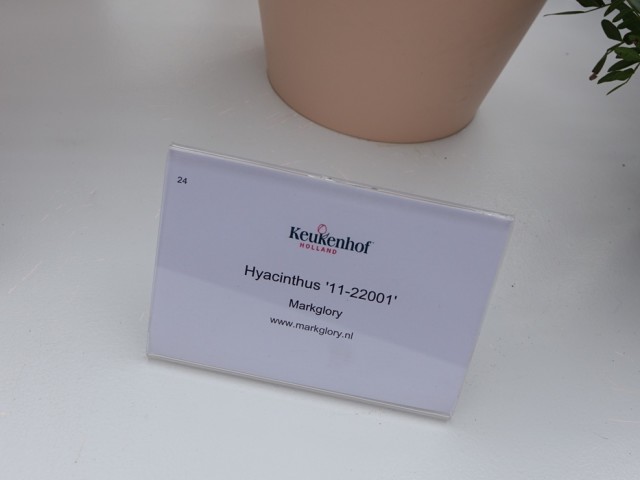 24
Keukenhof
HOLLAND
Hyacinthus '11-22001'
Markglory
www.markglory.nl